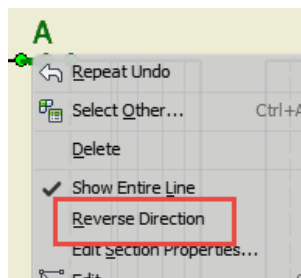 A
Repeat Undo
Select Other... Ctrl+A
Delete
Show Entire Line
Reverse Direction
Edit Section Properties...
Edit